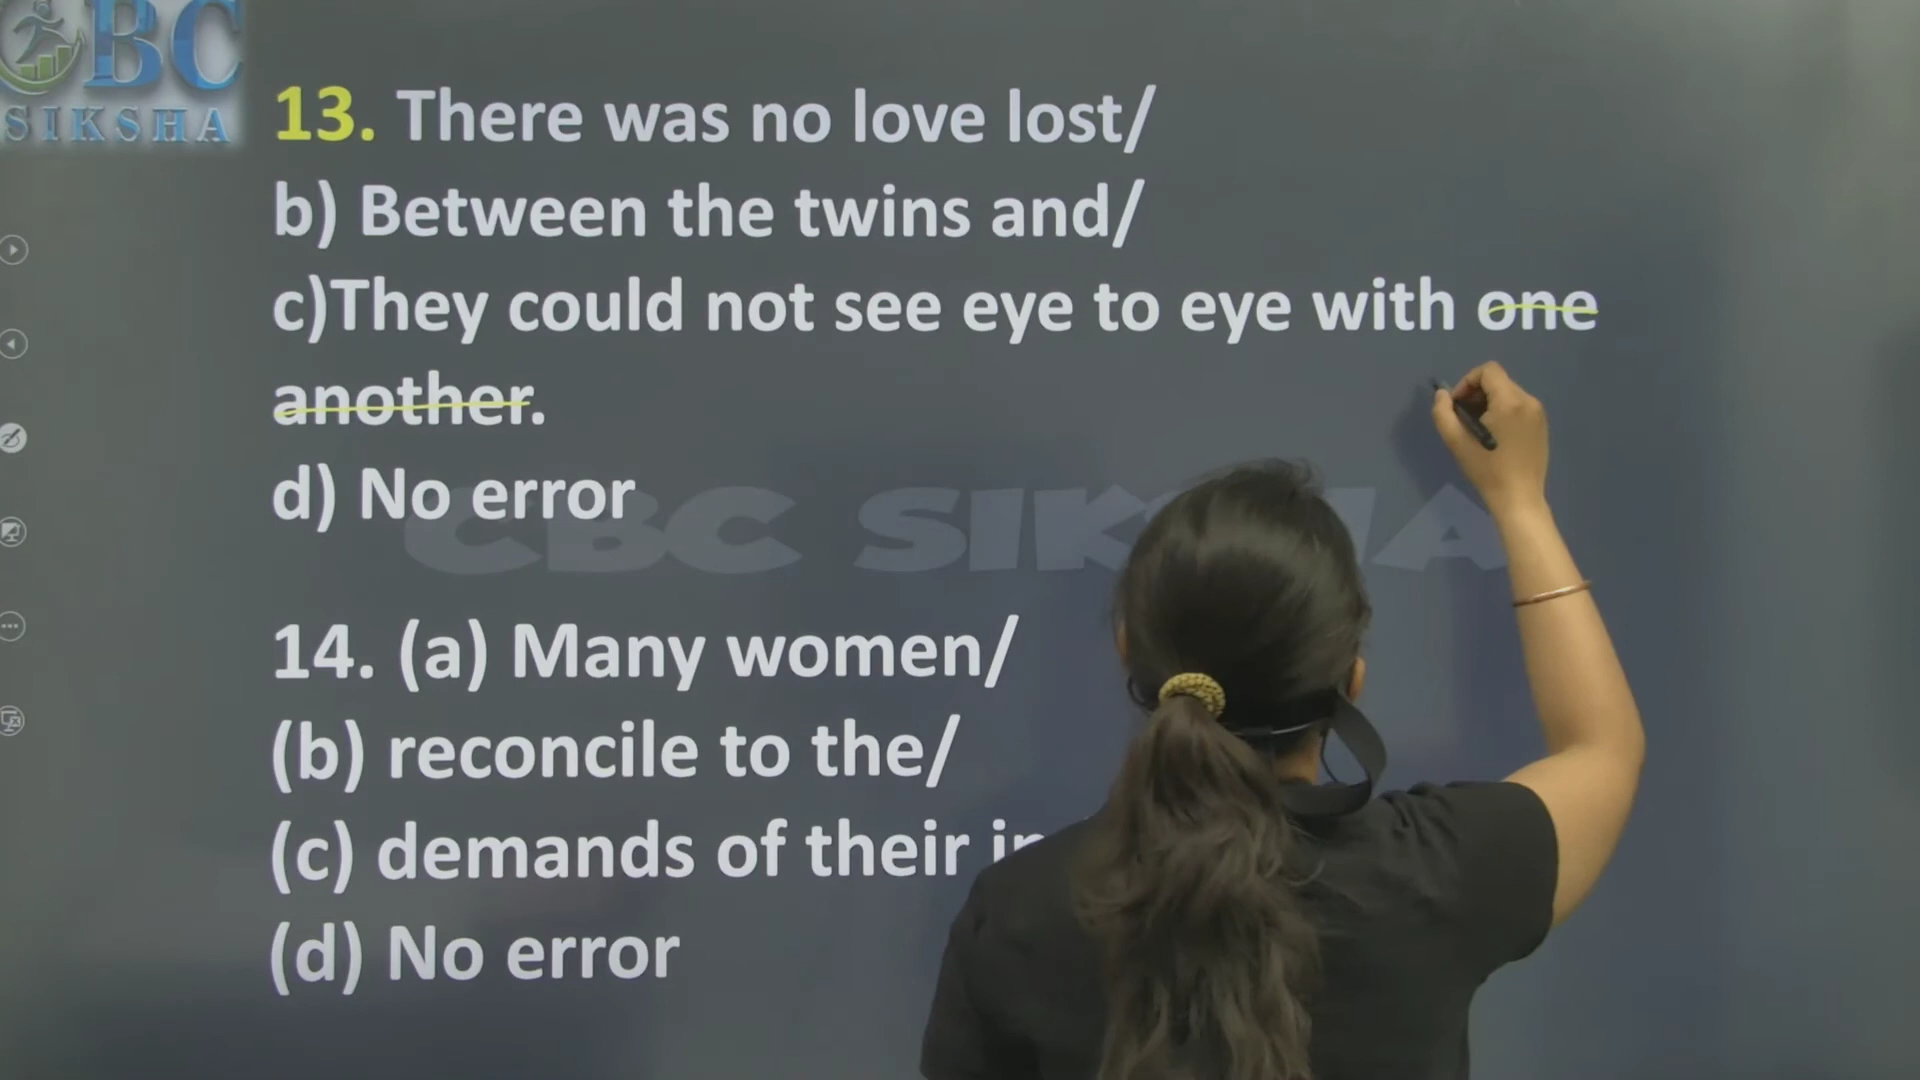 CBC
SIKSHA
13. There was no love lost/
b) Between the twins and/
c)They could not see eye to eye with one
another.
d) No error
CBC SIKSHA
14. (a) Many women/
(b) reconcile to the/
(c) demands of their
(d) No error